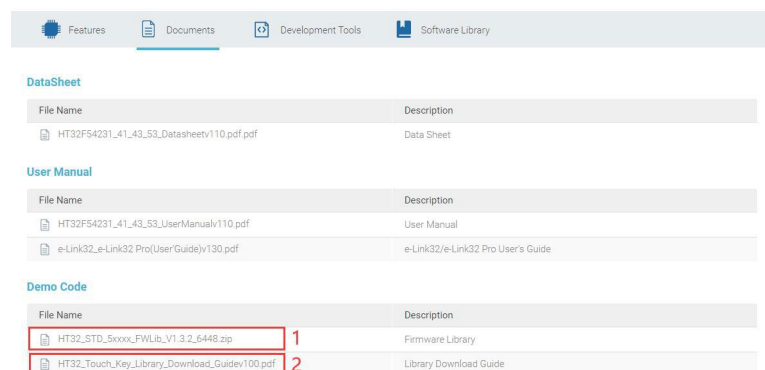 Features Documents Development Tools Software Library
DataSheet
File Name Description
HT32F54231_41_43_53_Datasheetv110.pdf.pdf Data Sheet
User Manual
File Name Description
HT32F54231_41_43_53_UserManualv110.pdf User Manual
e-Link32_e-Link32 Pro(User'Guide)v130.pdf e-Link32/e-Link32 Pro User's Guide
Demo Code
File Name Description
HT32_STD_5xxxx_FWLib_V1.3.2_6448.zip 1 Firmware Library
HT32_Touch_Key_Library_Download_Guidev100.pdf 2 Library Download Guide